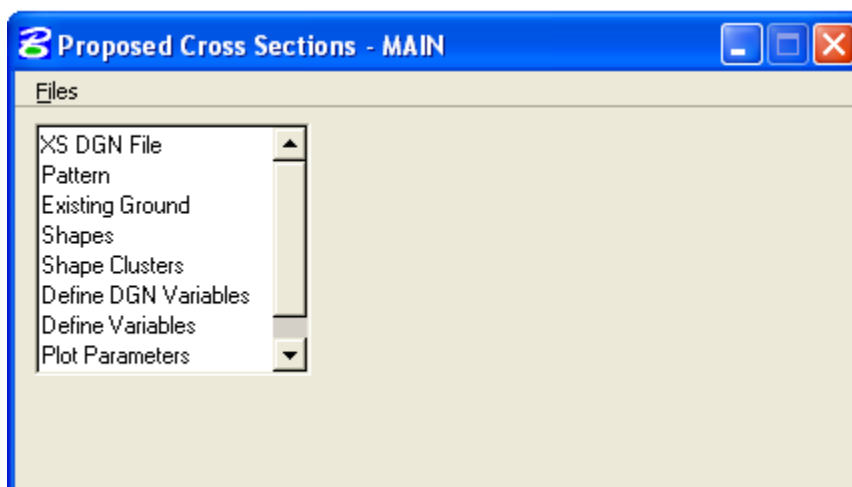 Proposed Cross Sections - MAIN
Files
XS DGN File
Pattern
Existing Ground
Shapes
Shape Clusters
Define DGN Variables
Define Variables
Plot Parameters